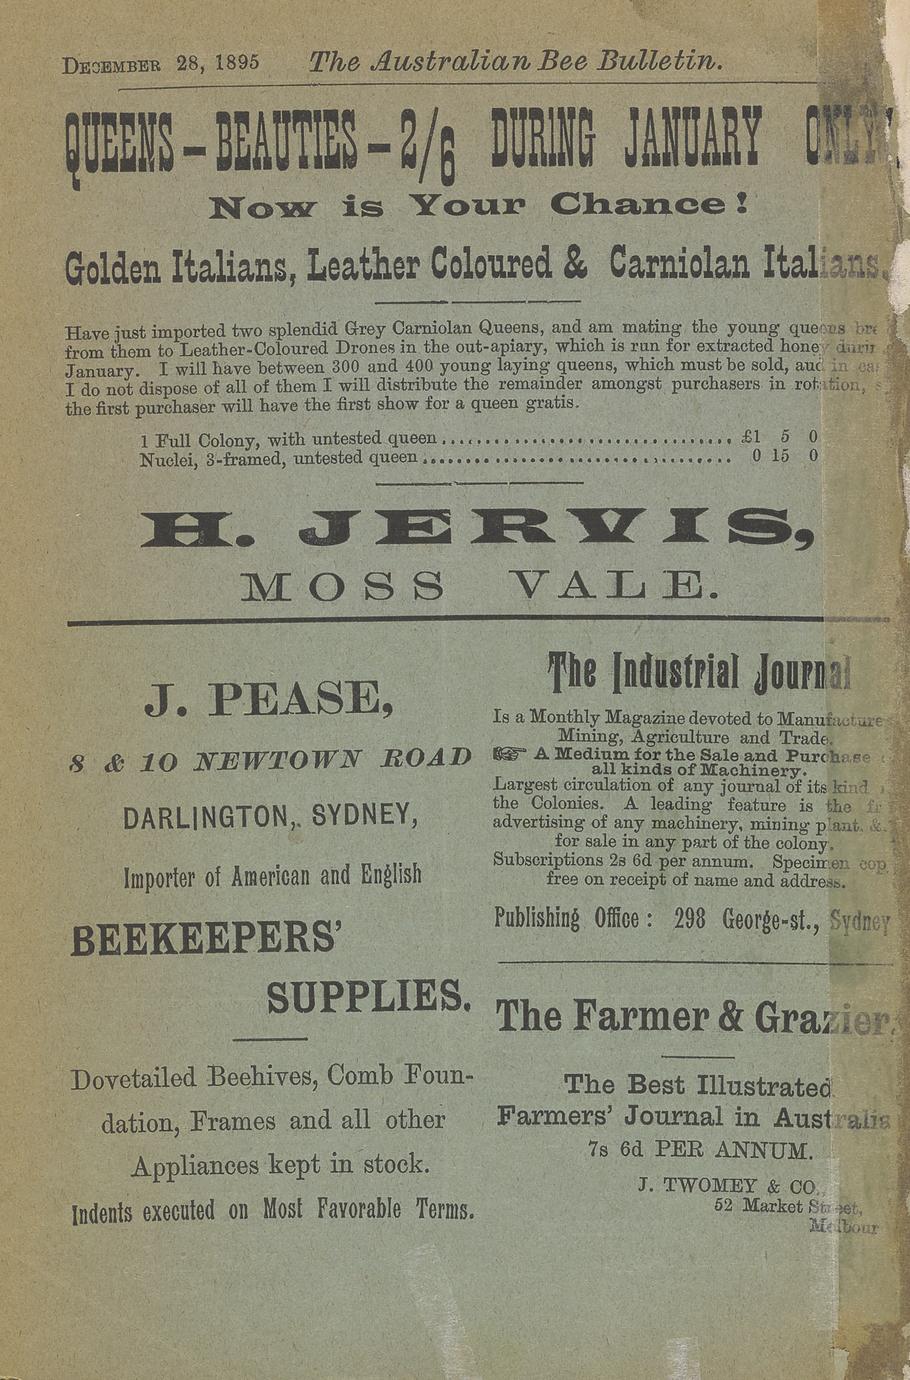 DECEMBER 28, 1895 The Australian Bee Bulletin.
QUEENS – BEAUTIES – 2/6 DURING JANUARY ONLY
Now is Your Chance!
Golden Italians, Leather Coloured & Carniolan Italians.
Have just imported two splendid Grey Carniolan Queens, and am mating the young queens
from them to Leather-Coloured Drones in the out-apiary, which is run for extracted honey
January. I will have between 300 and 400 young laying queens, which must be sold, and in
I do not dispose of all of them I will distribute the remainder amongst purchasers in rotation,
the first purchaser will have the first show for a queen gratis.
1 Full Colony, with untested queen ................................ £1 5 0
Nuclei, 3-framed, untested queen .................................. 0 15 0
H. JERVIS,
MOSS VALE.
J. PEASE,
8 & 10 NEWTOWN ROAD
DARLINGTON, SYDNEY,
Importer of American and English
BEEKEEPERS'
SUPPLIES.
Dovetailed Beehives, Comb Foun-
dation, Frames and all other
Appliances kept in stock.
Indents executed on Most Favorable Terms.
The Industrial Journal
Is a Monthly Magazine devoted to Manufacture
Mining, Agriculture and Trade.
☞ A Medium for the Sale and Purchase
all kinds of Machinery.
Largest circulation of any journal of its kind
the Colonies. A leading feature is the
advertising of any machinery, mining plant, &c.
for sale in any part of the colony.
Subscriptions 2s 6d per annum. Specimen cop
free on receipt of name and address.
Publishing Office: 298 George-st., Sydney
The Farmer & Grazier.
The Best Illustrated
Farmers' Journal in Australia
7s 6d PER ANNUM.
J. TWOMEY & CO.,
52 Market Street,
Melbour